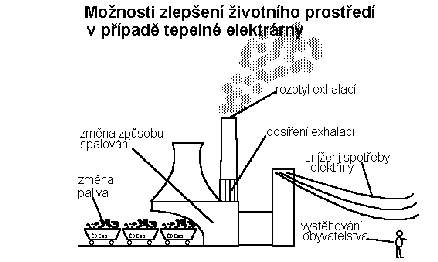 Možnosti zlepšení životního prostředí
v případě tepelné elektrárny
rozptyl exhalací
změna způsobu
spalování
odsíření exhalací
snížení spotřeby
elektřiny
změna
paliva
vystěhování
obyvatelstva